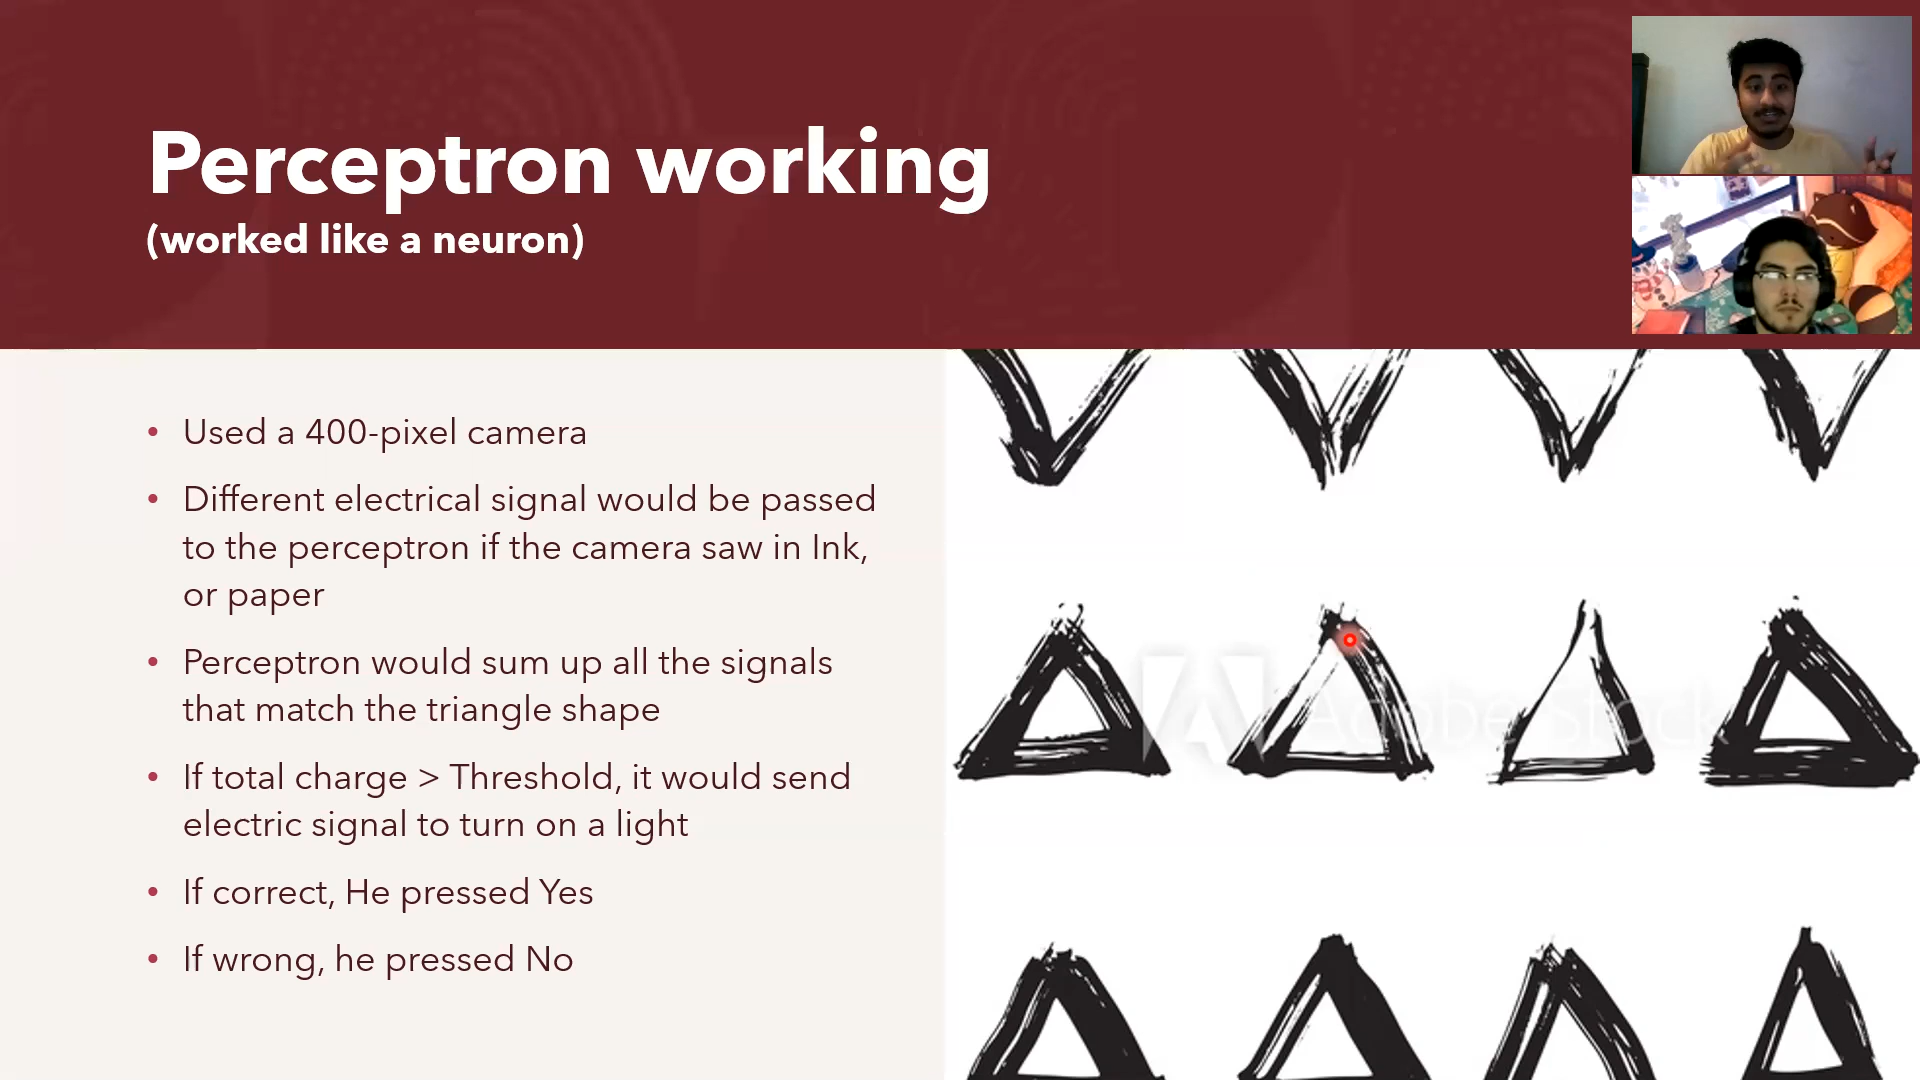 Perceptron working
(worked like a neuron)
• Used a 400-pixel camera
• Different electrical signal would be passed
to the perceptron if the camera saw in Ink,
or paper
• Perceptron would sum up all the signals
that match the triangle shape
• If total charge > Threshold, it would send
electric signal to turn on a light
• If correct, He pressed Yes
• If wrong, he pressed No
Adobe Stock